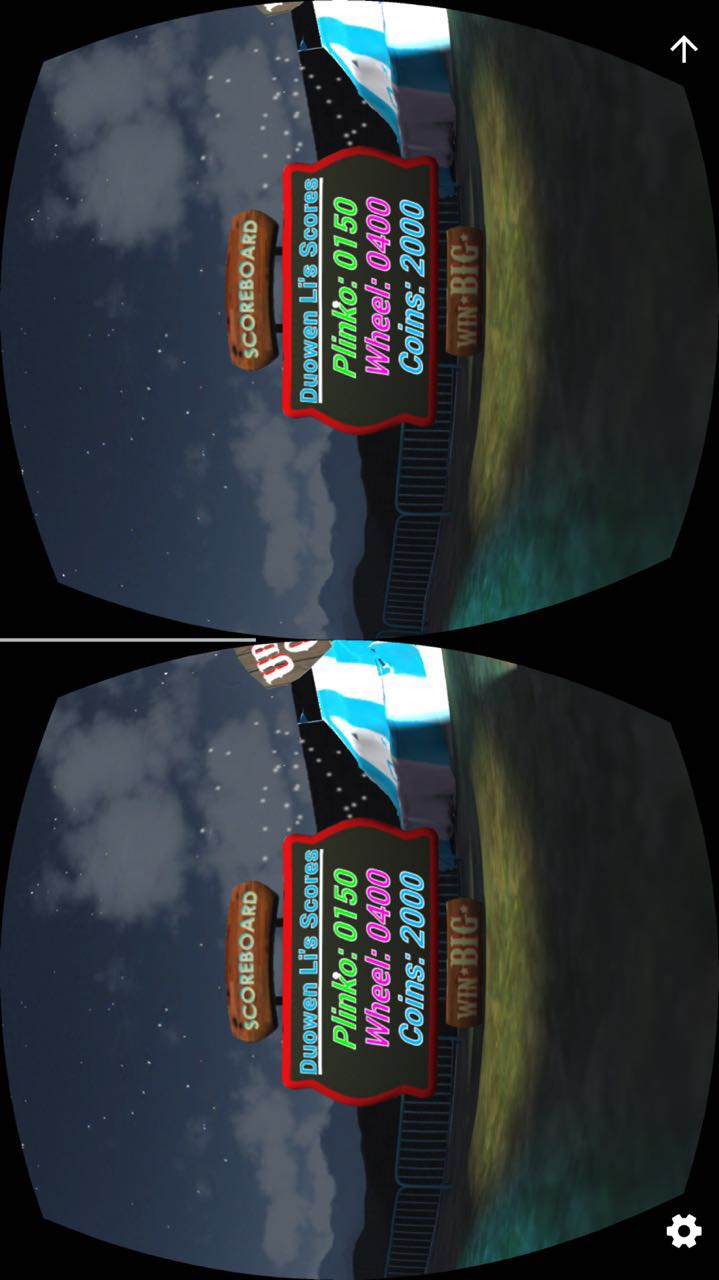 SCOREBOARD
Duowen Li's Scores
Plinko: 0150
Wheel: 0400
Coins: 2000
WIN★BIG★
SCOREBOARD
Duowen Li's Scores
Plinko: 0150
Wheel: 0400
Coins: 2000
WIN★BIG★